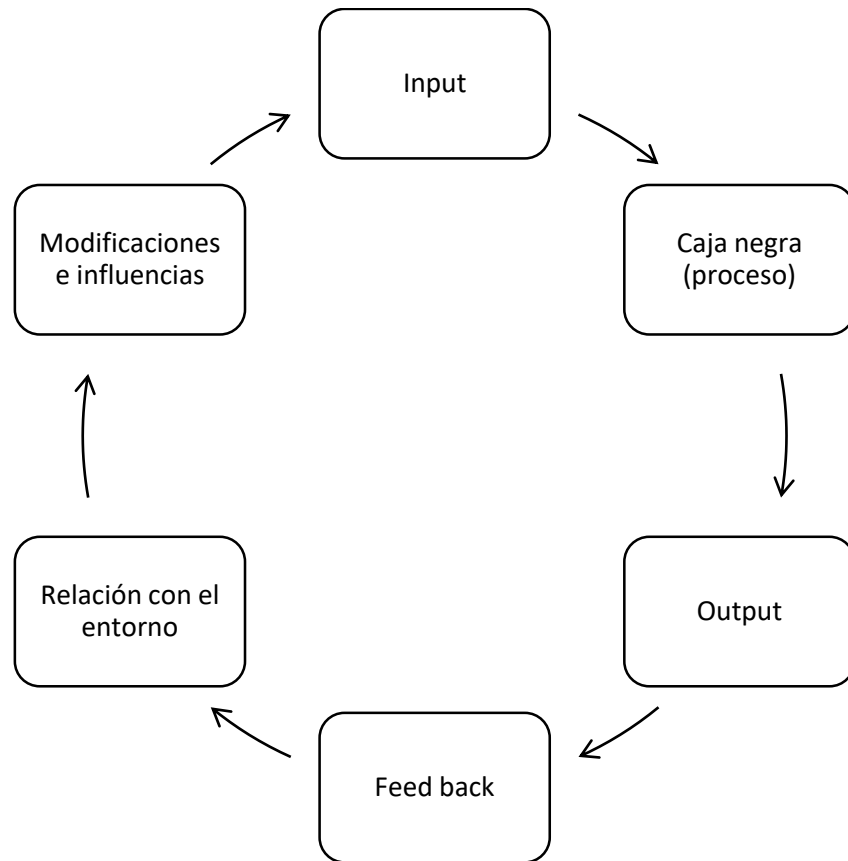 Input
Caja negra
(proceso)
Output
Feed back
Relación con el
entorno
Modificaciones
e influencias